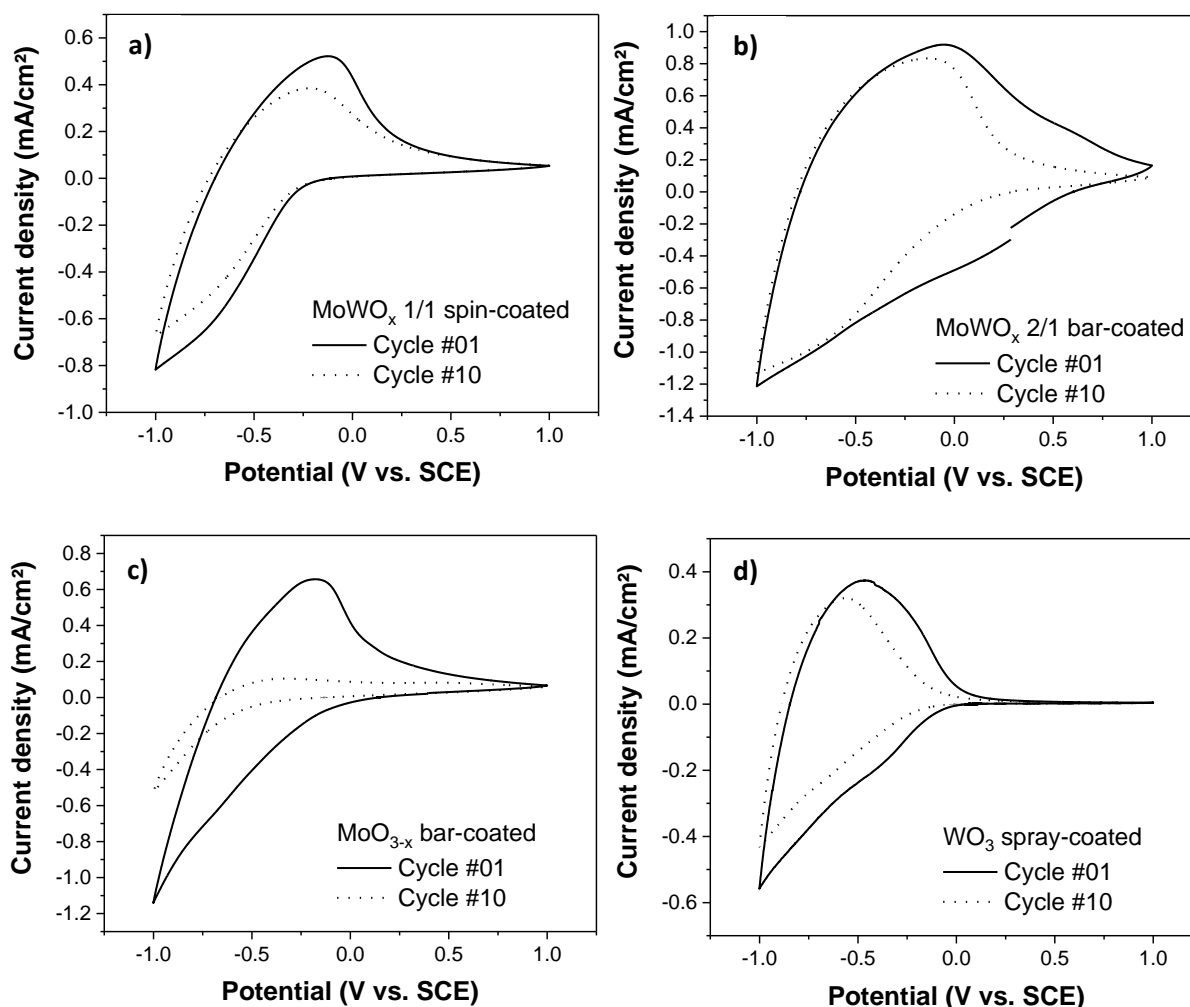 a)
Current density (mA/cm²)
0.6
0.4
0.2
0.0
-0.2
-0.4
-0.6
-0.8
-1.0
MoWOₓ 1/1 spin-coated
Cycle #01
Cycle #10
-1.0 -0.5 0.0 0.5 1.0
Potential (V vs. SCE)
b)
Current density (mA/cm²)
1.0
0.8
0.6
0.4
0.2
0.0
-0.2
-0.4
-0.6
-0.8
-1.0
-1.2
-1.4
MoWOₓ 2/1 bar-coated
Cycle #01
Cycle #10
-1.0 -0.5 0.0 0.5 1.0
Potential (V vs. SCE)
c)
Current density (mA/cm²)
0.8
0.6
0.4
0.2
0.0
-0.2
-0.4
-0.6
-0.8
-1.0
-1.2
MoO₃₋ₓ bar-coated
Cycle #01
Cycle #10
-1.0 -0.5 0.0 0.5 1.0
Potential (V vs. SCE)
d)
Current density (mA/cm²)
0.4
0.2
0.0
-0.2
-0.4
-0.6
WO₃ spray-coated
Cycle #01
Cycle #10
-1.0 -0.5 0.0 0.5 1.0
Potential (V vs. SCE)